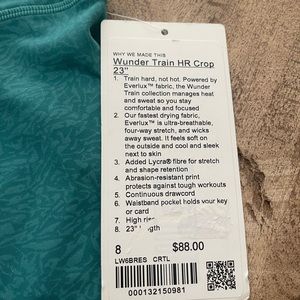 WHY WE MADE THIS
Wunder Train HR Crop
23"
1. Train hard, not hot. Powered by
Everlux™ fabric, the Wunder
Train collection manages heat
and sweat so you stay
comfortable and focused
2. Our fastest drying fabric,
Everlux™ is ultra-breathable,
four-way stretch, and wicks
away sweat. It feels soft on
the outside and cool and sleek
next to skin
3. Added Lycra® fibre for stretch
and shape retention
4. Abrasion-resistant print
protects against tough workouts
5. Continuous drawcord
6. Waistband pocket holds your key
or card
7. High
8. 23"
8 $88.00
LW6BRES CRTL
000132150981